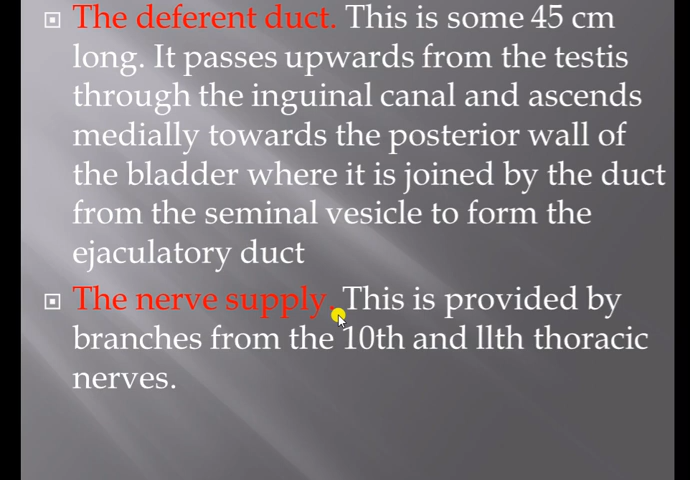 The deferent duct. This is some 45 cm
long. It passes upwards from the testis
through the inguinal canal and ascends
medially towards the posterior wall of
the bladder where it is joined by the duct
from the seminal vesicle to form the
ejaculatory duct
The nerve supply. This is provided by
branches from the 10th and llth thoracic
nerves.